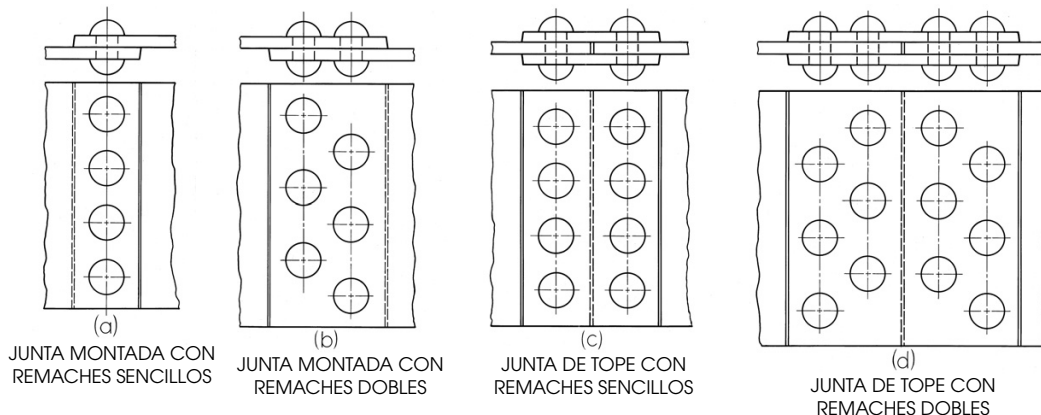 (a)
JUNTA MONTADA CON
REMACHES SENCILLOS
(b)
JUNTA MONTADA CON
REMACHES DOBLES
(c)
JUNTA DE TOPE CON
REMACHES SENCILLOS
(d)
JUNTA DE TOPE CON
REMACHES DOBLES